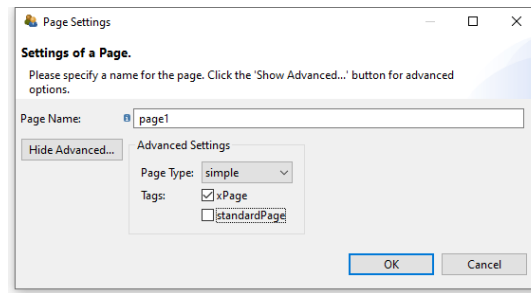 Page Settings
Settings of a Page.
Please specify a name for the page. Click the 'Show Advanced...' button for advanced
options.
Page Name: page1
Hide Advanced... Advanced Settings
Page Type: simple
Tags: xPage
standardPage
OK Cancel